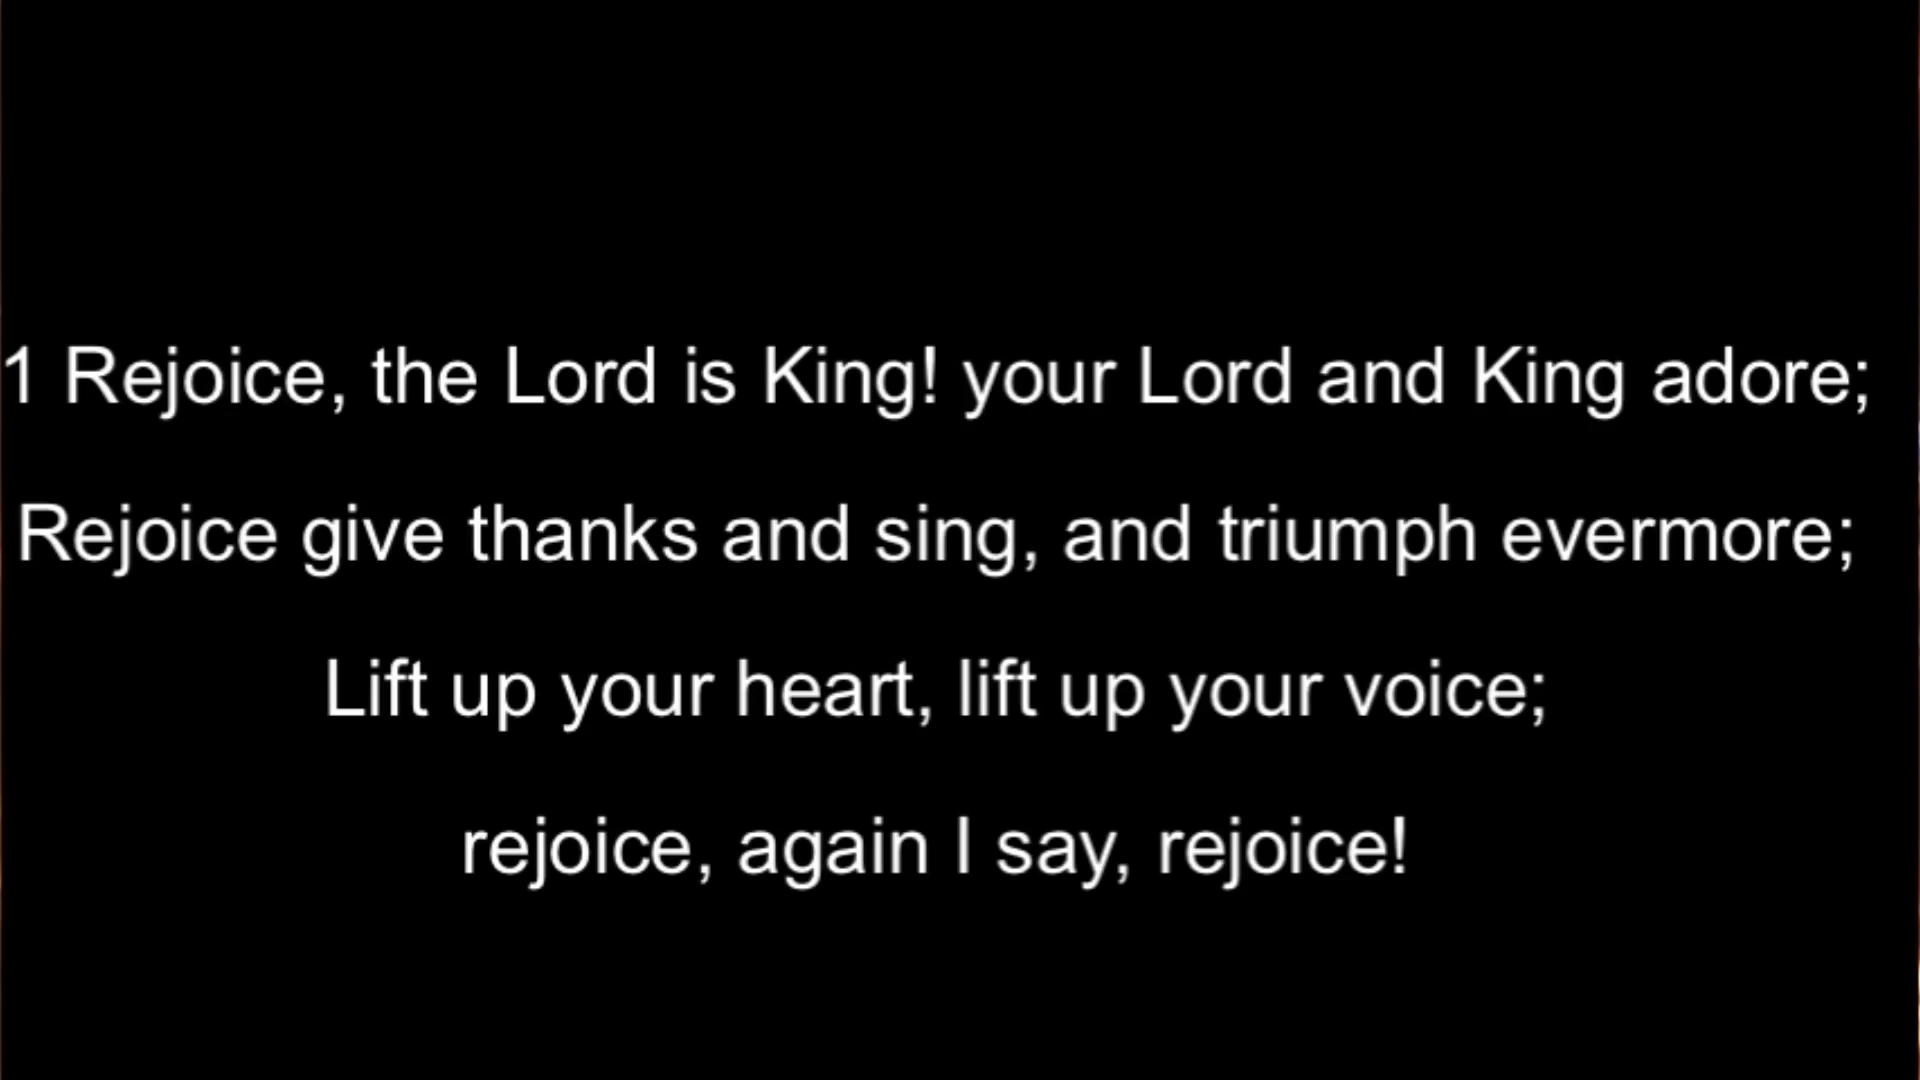 1 Rejoice, the Lord is King! your Lord and King adore;
Rejoice give thanks and sing, and triumph evermore;
Lift up your heart, lift up your voice;
rejoice, again I say, rejoice!